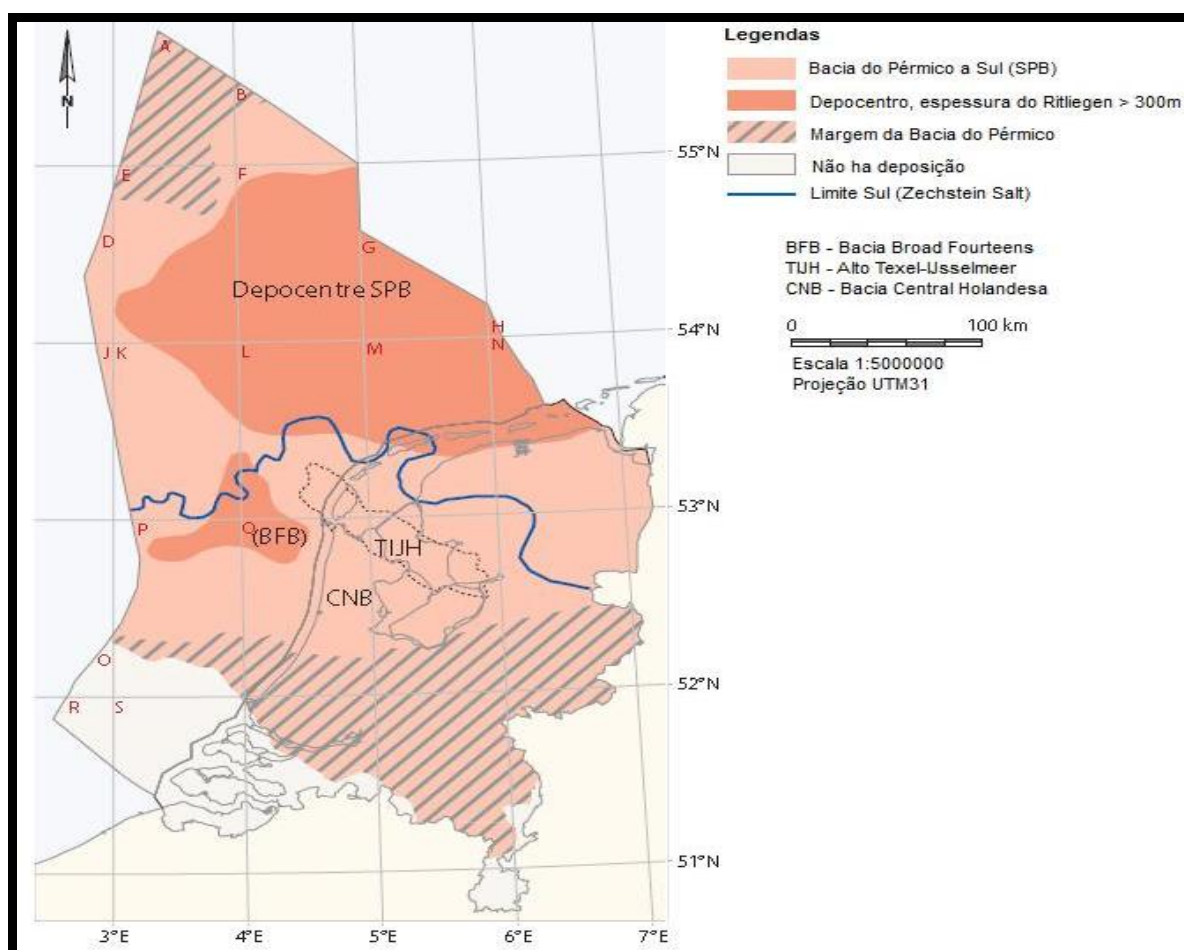 Legendas
Bacia do Pérmico a Sul (SPB)
Depocentro, espessura do Ritliegen > 300m
Margem da Bacia do Pérmico
Não ha deposição
Limite Sul (Zechstein Salt)
BFB - Bacia Broad Fourteens
TIJH - Alto Texel-IJsselmeer
CNB - Bacia Central Holandesa
0 100 km
Escala 1:5000000
Projeção UTM31
N
A
B
55°N
E
F
D
G
Depocentre SPB
H
54°N
J K
L
M
N
53°N
P
Q
(BFB)
TIJH
CNB
O
52°N
R
S
51°N
3°E 4°E 5°E 6°E 7°E